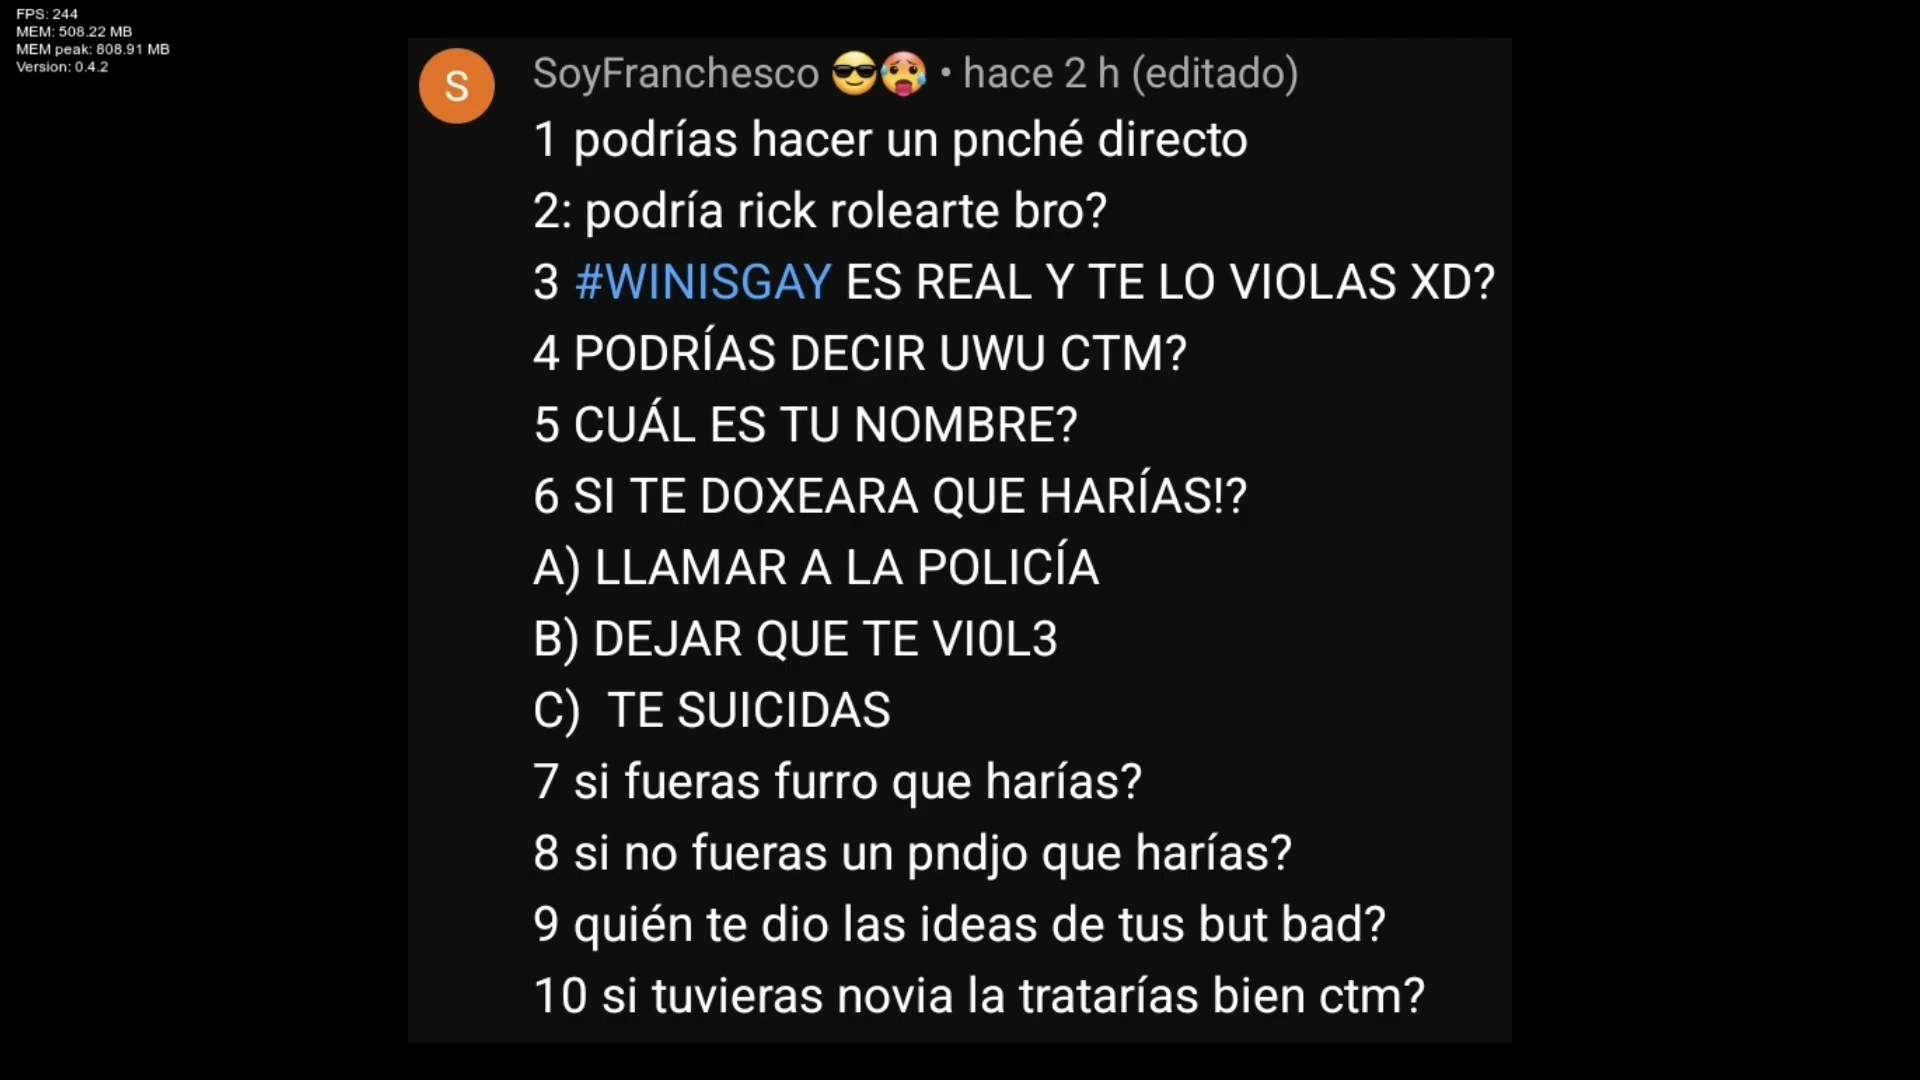 FPS: 244
MEM: 508.22 MB
MEM peak: 808.91 MB
Version: 0.4.2
S
SoyFranchesco 😎🥵 • hace 2 h (editado)
1 podrías hacer un pnché directo
2: podría rick rolearte bro?
3 #WINISGAY ES REAL Y TE LO VIOLAS XD?
4 PODRÍAS DECIR UWU CTM?
5 CUÁL ES TU NOMBRE?
6 SI TE DOXEARA QUE HARÍAS!?
A) LLAMAR A LA POLICÍA
B) DEJAR QUE TE VI0L3
C)  TE SUICIDAS
7 si fueras furro que harías?
8 si no fueras un pndjo que harías?
9 quién te dio las ideas de tus but bad?
10 si tuvieras novia la tratarías bien ctm?